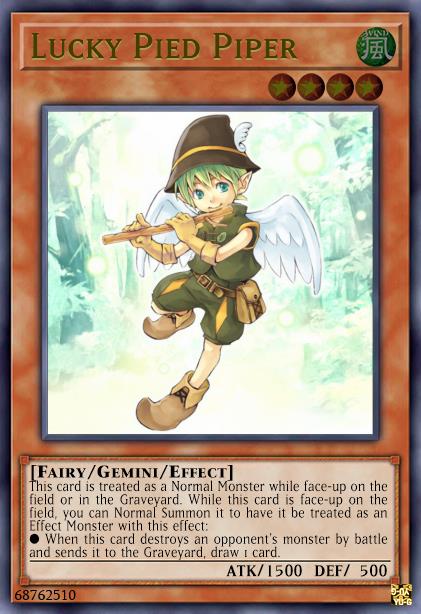 Lucky Pied Piper
WIND
風
[Fairy/Gemini/Effect]
This card is treated as a Normal Monster while face-up on the
field or in the Graveyard. While this card is face-up on the
field, you can Normal Summon it to have it be treated as an
Effect Monster with this effect:
● When this card destroys an opponent's monster by battle
and sends it to the Graveyard, draw 1 card.
ATK/1500 DEF/ 500
68762510